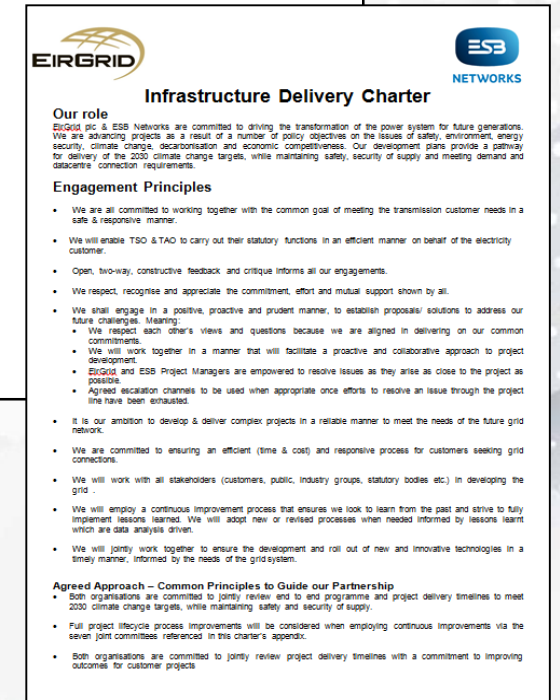 EIRGRID
ESB
NETWORKS
Infrastructure Delivery Charter
Our role
EirGrid plc & ESB Networks are committed to driving the transformation of the power system for future generations.
We are advancing projects as a result of a number of policy objectives on the issues of safety, environment, energy
security, climate change, decarbonisation and economic competitiveness. Our development plans provide a pathway
for delivery of the 2030 climate change targets, while maintaining safety, security of supply and meeting demand and
datacentre connection requirements.
Engagement Principles
• We are all committed to working together with the common goal of meeting the transmission customer needs in a
safe & responsive manner.
• We will enable TSO & TAO to carry out their statutory functions in an efficient manner on behalf of the electricity
customer.
• Open, two-way, constructive feedback and critique informs all our engagements.
• We respect, recognise and appreciate the commitment, effort and mutual support shown by all.
• We shall engage in a positive, proactive and prudent manner, to establish proposals/ solutions to address our
future challenges. Meaning:
• We respect each other's views and questions because we are aligned in delivering on our common
commitments.
• We will work together in a manner that will facilitate a proactive and collaborative approach to project
development.
• EirGrid and ESB Project Managers are empowered to resolve issues as they arise as close to the project as
possible.
• Agreed escalation channels to be used when appropriate once efforts to resolve an issue through the project
line have been exhausted.
• It is our ambition to develop & deliver complex projects in a reliable manner to meet the needs of the future grid
network.
• We are committed to ensuring an efficient (time & cost) and responsive process for customers seeking grid
connections.
• We will work with all stakeholders (customers, public, industry groups, statutory bodies etc.) in developing the
grid .
• We will employ a continuous improvement process that ensures we look to learn from the past and strive to fully
implement lessons learned. We will adopt new or revised processes when needed informed by lessons learnt
which are data analysis driven.
• We will jointly work together to ensure the development and roll out of new and innovative technologies in a
timely manner, informed by the needs of the grid system.
Agreed Approach – Common Principles to Guide our Partnership
• Both organisations are committed to jointly review end to end programme and project delivery timelines to meet
2030 climate change targets, while maintaining safety and security of supply.
• Full project lifecycle process improvements will be considered when employing continuous improvements via the
seven joint committees referenced in this charter's appendix.
• Both organisations are committed to jointly review project delivery timelines with a commitment to improving
outcomes for customer projects